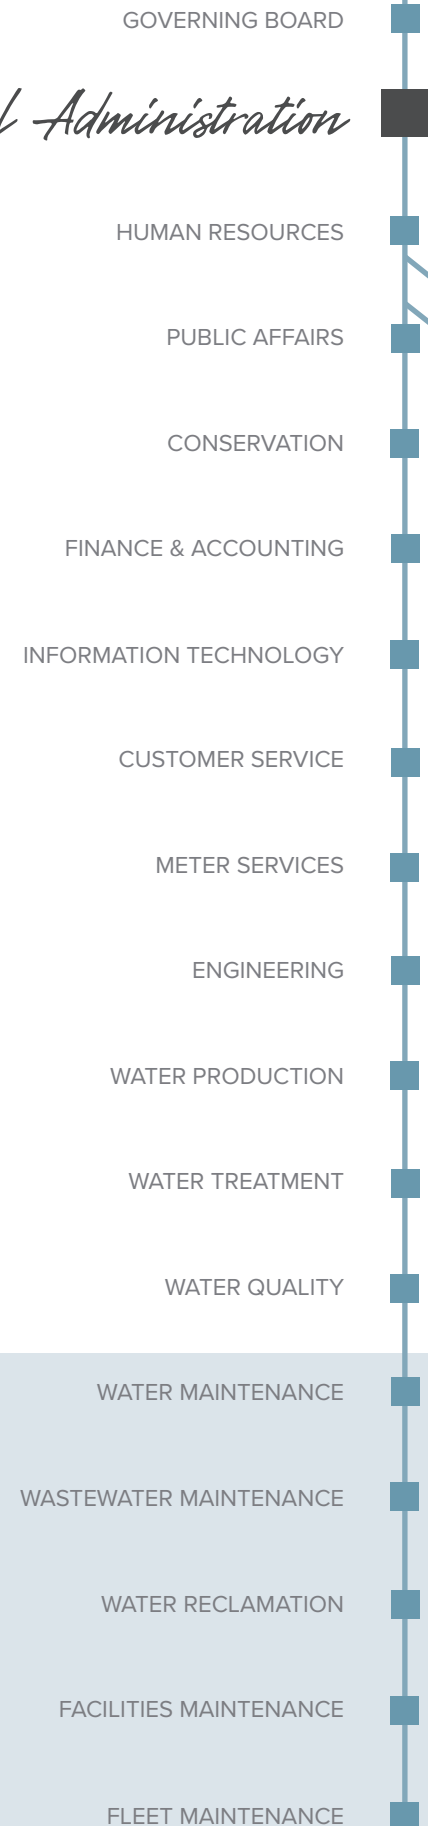 GOVERNING BOARD
Administration
HUMAN RESOURCES
PUBLIC AFFAIRS
CONSERVATION
FINANCE & ACCOUNTING
INFORMATION TECHNOLOGY
CUSTOMER SERVICE
METER SERVICES
ENGINEERING
WATER PRODUCTION
WATER TREATMENT
WATER QUALITY
WATER MAINTENANCE
WASTEWATER MAINTENANCE
WATER RECLAMATION
FACILITIES MAINTENANCE
FLEET MAINTENANCE